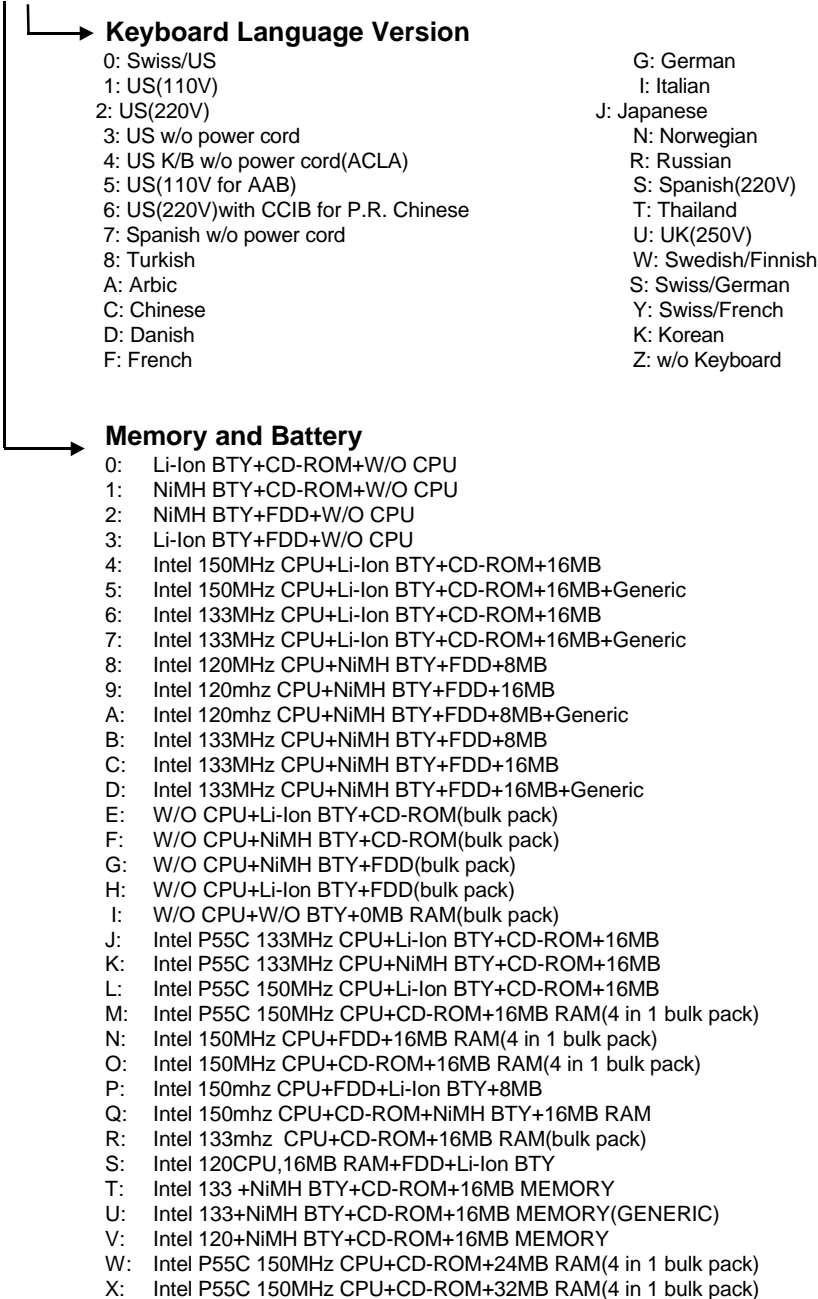 Keyboard Language Version
0: Swiss/US
1: US(110V)
2: US(220V)
3: US w/o power cord
4: US K/B w/o power cord(ACLA)
5: US(110V for AAB)
6: US(220V)with CCIB for P.R. Chinese
7: Spanish w/o power cord
8: Turkish
A: Arbic
C: Chinese
D: Danish
F: French
G: German
I: Italian
J: Japanese
N: Norwegian
R: Russian
S: Spanish(220V)
T: Thailand
U: UK(250V)
W: Swedish/Finnish
S: Swiss/German
Y: Swiss/French
K: Korean
Z: w/o Keyboard
Memory and Battery
0: Li-Ion BTY+CD-ROM+W/O CPU
1: NiMH BTY+CD-ROM+W/O CPU
2: NiMH BTY+FDD+W/O CPU
3: Li-Ion BTY+FDD+W/O CPU
4: Intel 150MHz CPU+Li-Ion BTY+CD-ROM+16MB
5: Intel 150MHz CPU+Li-Ion BTY+CD-ROM+16MB+Generic
6: Intel 133MHz CPU+Li-Ion BTY+CD-ROM+16MB
7: Intel 133MHz CPU+Li-Ion BTY+CD-ROM+16MB+Generic
8: Intel 120MHz CPU+NiMH BTY+FDD+8MB
9: Intel 120mhz CPU+NiMH BTY+FDD+16MB
A: Intel 120mhz CPU+NiMH BTY+FDD+8MB+Generic
B: Intel 133MHz CPU+NiMH BTY+FDD+8MB
C: Intel 133MHz CPU+NiMH BTY+FDD+16MB
D: Intel 133MHz CPU+NiMH BTY+FDD+16MB+Generic
E: W/O CPU+Li-Ion BTY+CD-ROM(bulk pack)
F: W/O CPU+NiMH BTY+CD-ROM(bulk pack)
G: W/O CPU+NiMH BTY+FDD(bulk pack)
H: W/O CPU+Li-Ion BTY+FDD(bulk pack)
I: W/O CPU+W/O BTY+0MB RAM(bulk pack)
J: Intel P55C 133MHz CPU+Li-Ion BTY+CD-ROM+16MB
K: Intel P55C 133MHz CPU+NiMH BTY+CD-ROM+16MB
L: Intel P55C 150MHz CPU+Li-Ion BTY+CD-ROM+16MB
M: Intel P55C 150MHz CPU+CD-ROM+16MB RAM(4 in 1 bulk pack)
N: Intel 150MHz CPU+FDD+16MB RAM(4 in 1 bulk pack)
O: Intel 150MHz CPU+CD-ROM+16MB RAM(4 in 1 bulk pack)
P: Intel 150mhz CPU+FDD+Li-Ion BTY+8MB
Q: Intel 150mhz CPU+CD-ROM+NiMH BTY+16MB RAM
R: Intel 133mhz CPU+CD-ROM+16MB RAM(bulk pack)
S: Intel 120CPU,16MB RAM+FDD+Li-Ion BTY
T: Intel 133 +NiMH BTY+CD-ROM+16MB MEMORY
U: Intel 133+NiMH BTY+CD-ROM+16MB MEMORY(GENERIC)
V: Intel 120+NiMH BTY+CD-ROM+16MB MEMORY
W: Intel P55C 150MHz CPU+CD-ROM+24MB RAM(4 in 1 bulk pack)
X: Intel P55C 150MHz CPU+CD-ROM+32MB RAM(4 in 1 bulk pack)